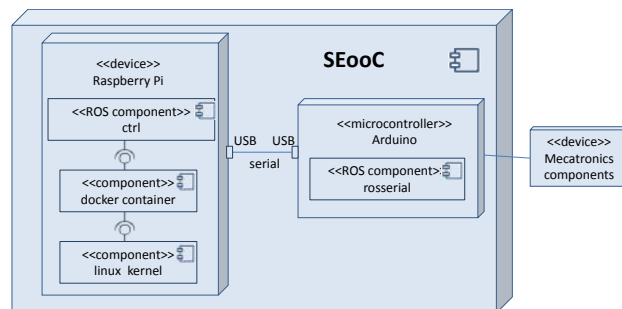 SEooC
<<device>>
Raspberry Pi
<<ROS component>>
ctrl
<<component>>
docker container
<<component>>
linux kernel
USB
USB
serial
<<microcontroller>>
Arduino
<<ROS component>
rosserial
<<device>>
Mecatronics
components